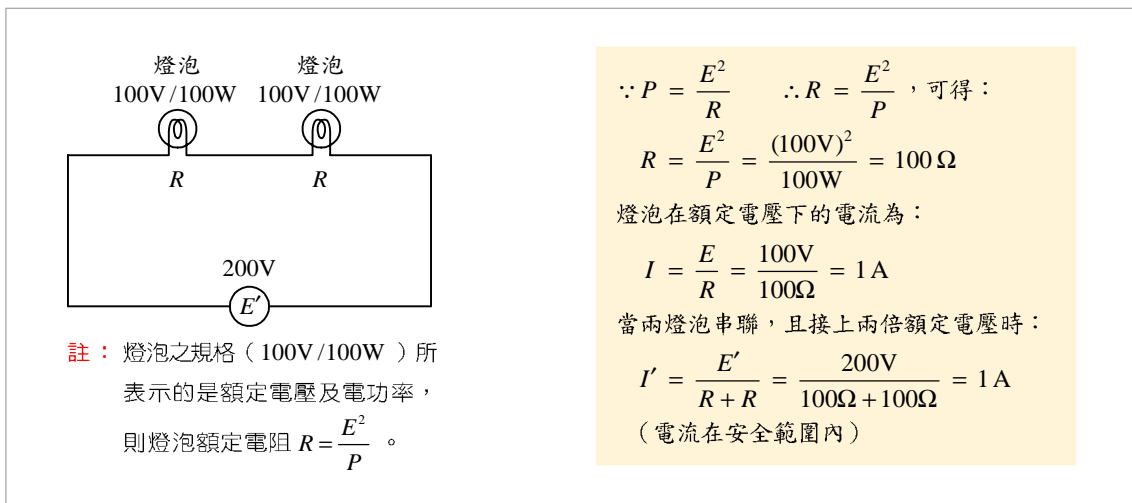 燈泡 燈泡
100V/100W 100V/100W
R R
200V
E′
註：燈泡之規格（100V/100W）所
表示的是額定電壓及電功率，
則燈泡額定電阻 R = E²/P 。
∵ P = E²/R ∴ R = E²/P ，可得：
R = E²/P = (100V)²/100W = 100 Ω
燈泡在額定電壓下的電流為：
I = E/R = 100V/100Ω = 1 A
當兩燈泡串聯，且接上兩倍額定電壓時：
I′ = E′/(R + R) = 200V/(100Ω + 100Ω) = 1 A
（電流在安全範圍內）